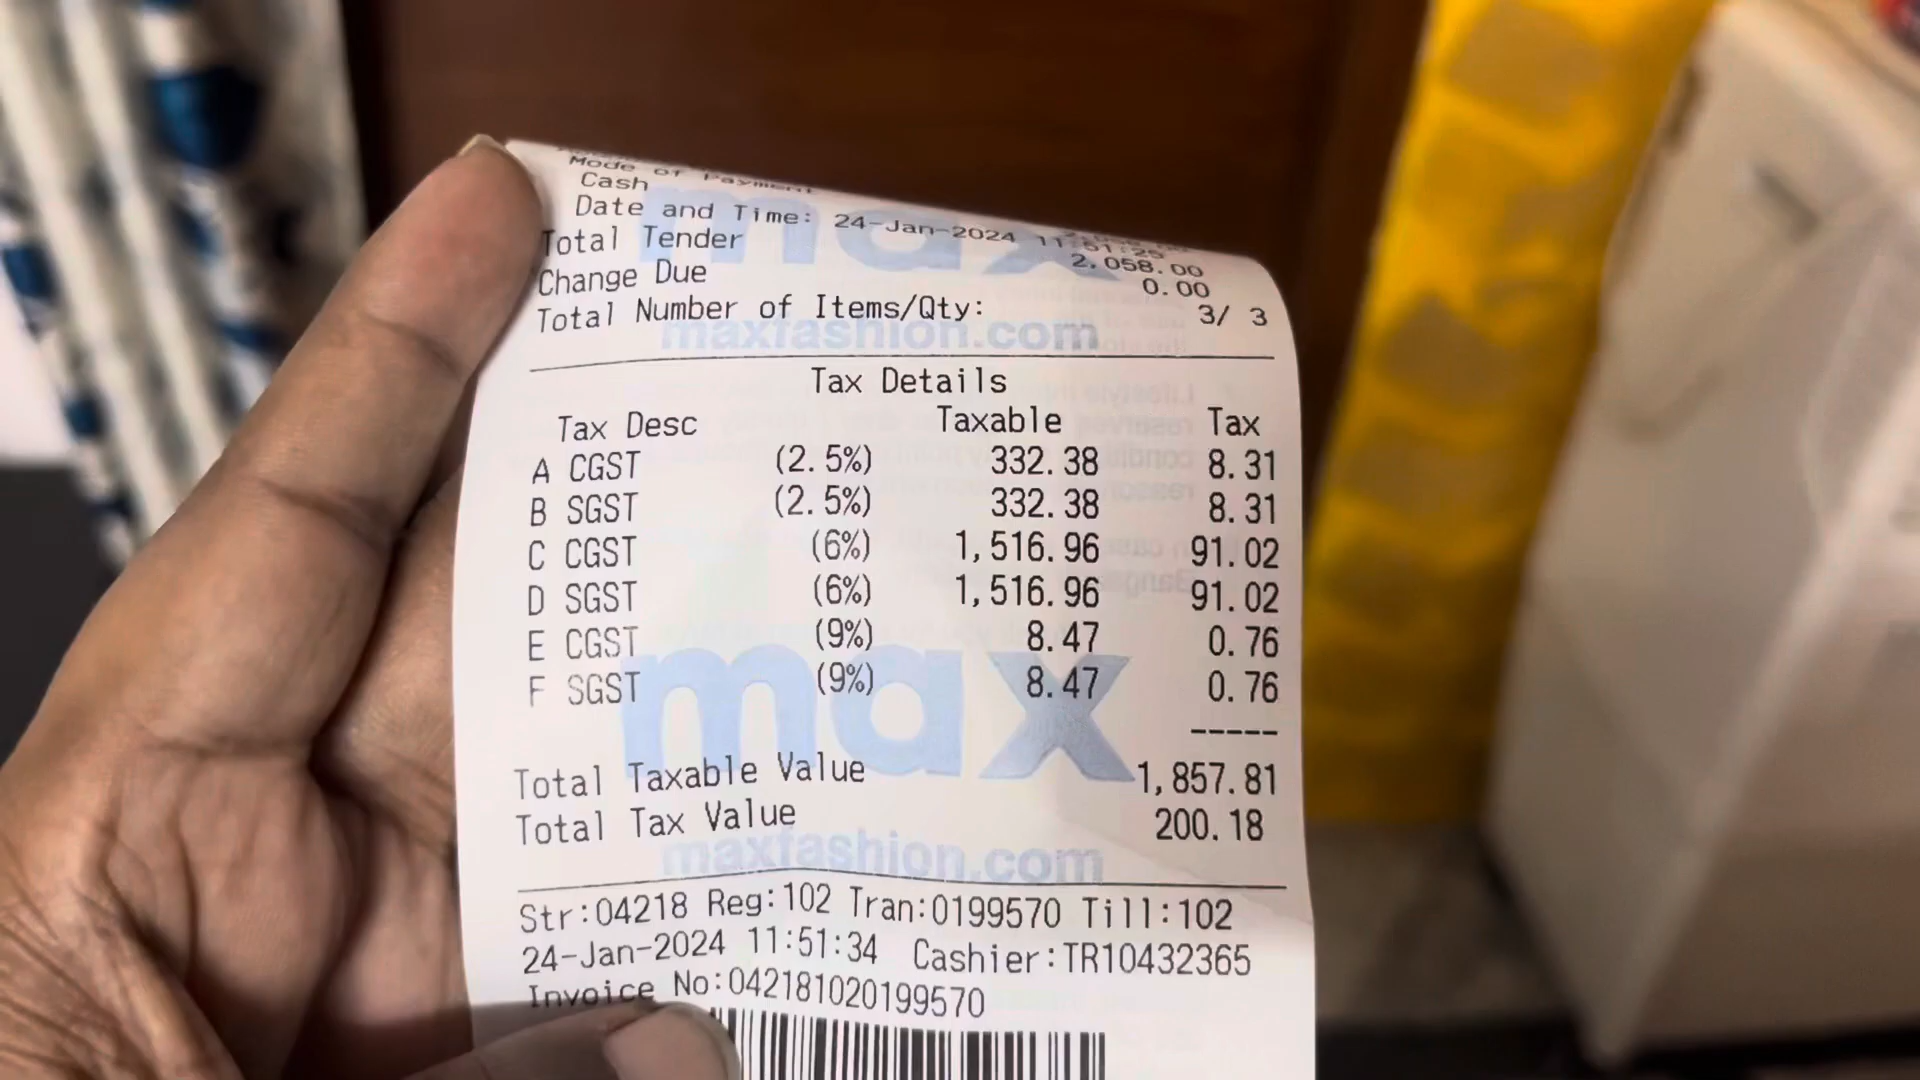 Mode of Payment
Cash
Date and Time: 24-Jan-2024 11:51:25
Total Tender 2,058.00
Change Due 0.00
Total Number of Items/Qty: 3/ 3
maxfashion.com
Tax Details
Tax Desc Taxable Tax
A CGST (2.5%) 332.38 8.31
B SGST (2.5%) 332.38 8.31
C CGST (6%) 1,516.96 91.02
D SGST (6%) 1,516.96 91.02
E CGST (9%) 8.47 0.76
F SGST (9%) 8.47 0.76
max
-----
Total Taxable Value 1,857.81
Total Tax Value 200.18
maxfashion.com
Str:04218 Reg:102 Tran:0199570 Till:102
24-Jan-2024 11:51:34 Cashier:TR10432365
Invoice No:042181020199570